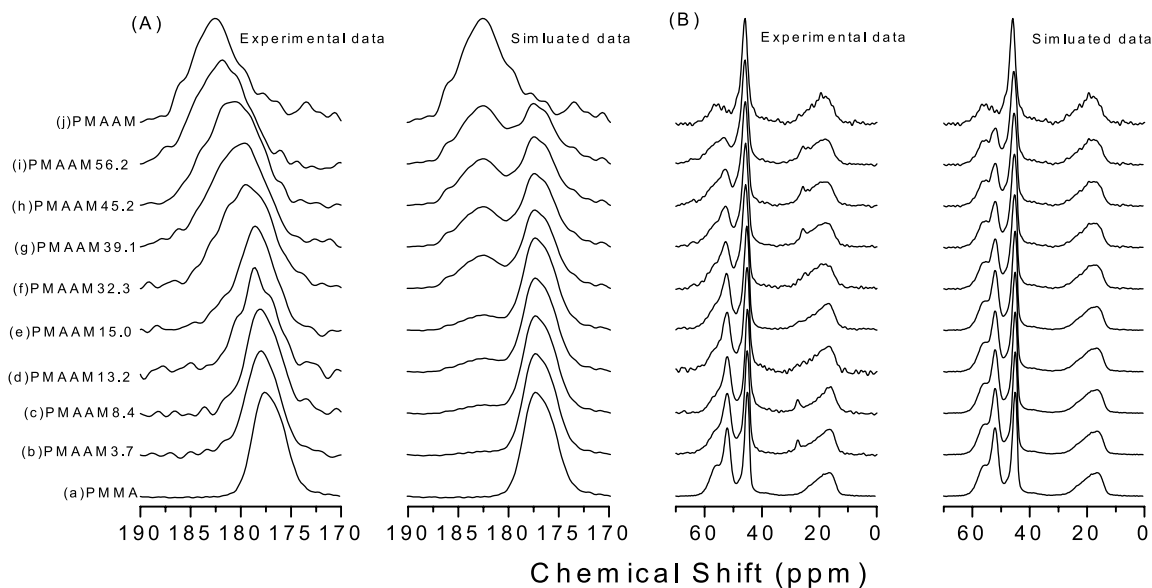 (A)
Experimental data
Simluated data
(B)
Experimental data
Simluated data
(j)PMAAM
(i)PMAAM56.2
(h)PMAAM45.2
(g)PMAAM39.1
(f)PMAAM32.3
(e)PMAAM15.0
(d)PMAAM13.2
(c)PMAAM8.4
(b)PMAAM3.7
(a)PMMA
190 185 180 175 170
190 185 180 175 170
60 40 20 0
60 40 20 0
Chemical Shift (ppm)